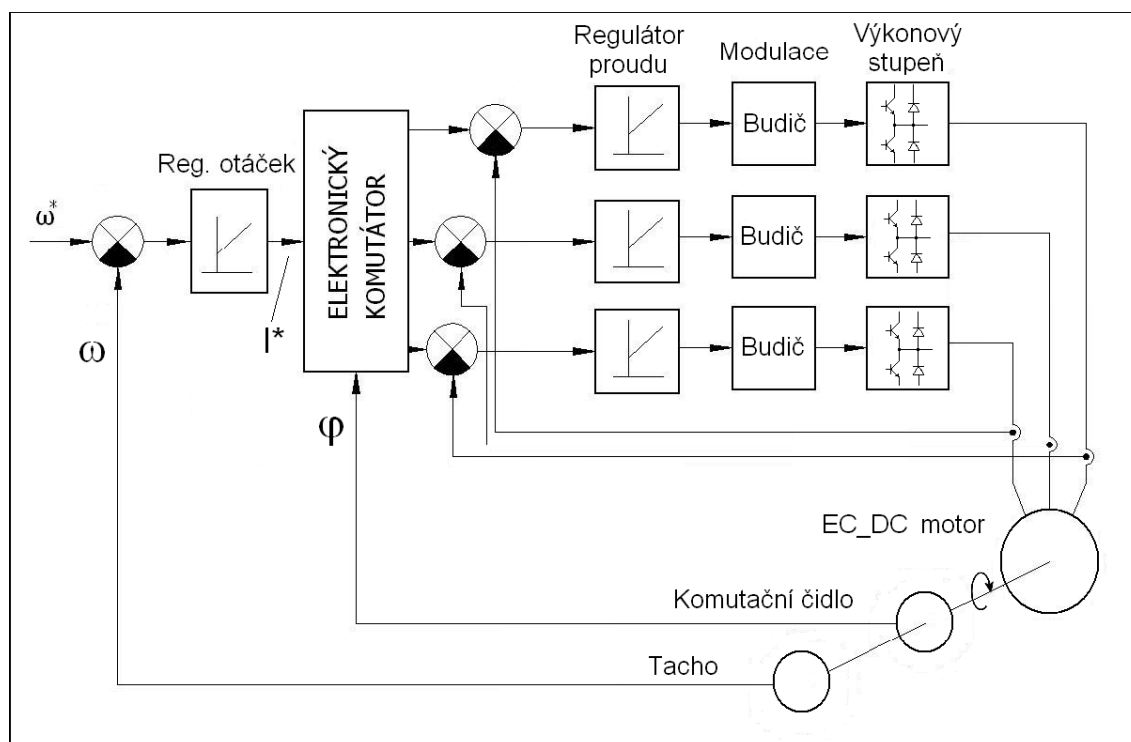 Regulátor
proudu
Modulace
Výkonový
stupeň
Reg. otáček
ω*
I*
ω
ELEKTRONICKÝ
KOMUTÁTOR
φ
Budič
Budič
Budič
EC_DC motor
Komutační čidlo
Tacho